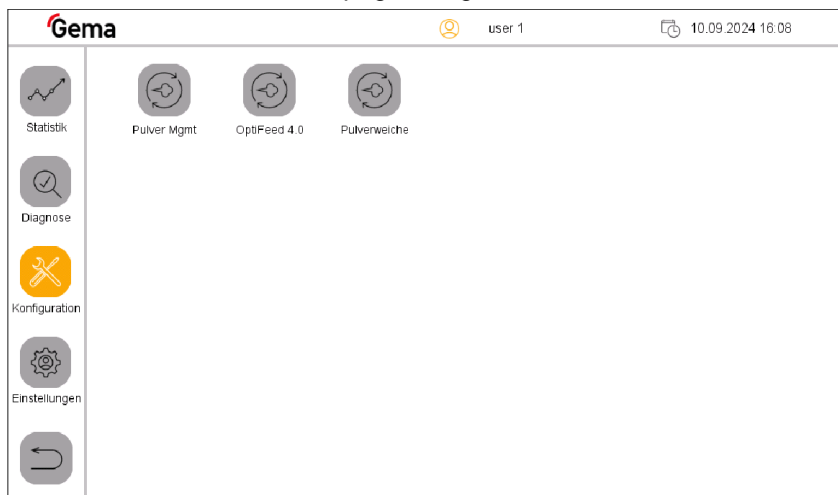 Gema
user 1
10.09.2024 16:08
Statistik
Pulver Mgmt
OptiFeed 4.0
Pulverweiche
Diagnose
Konfiguration
Einstellungen